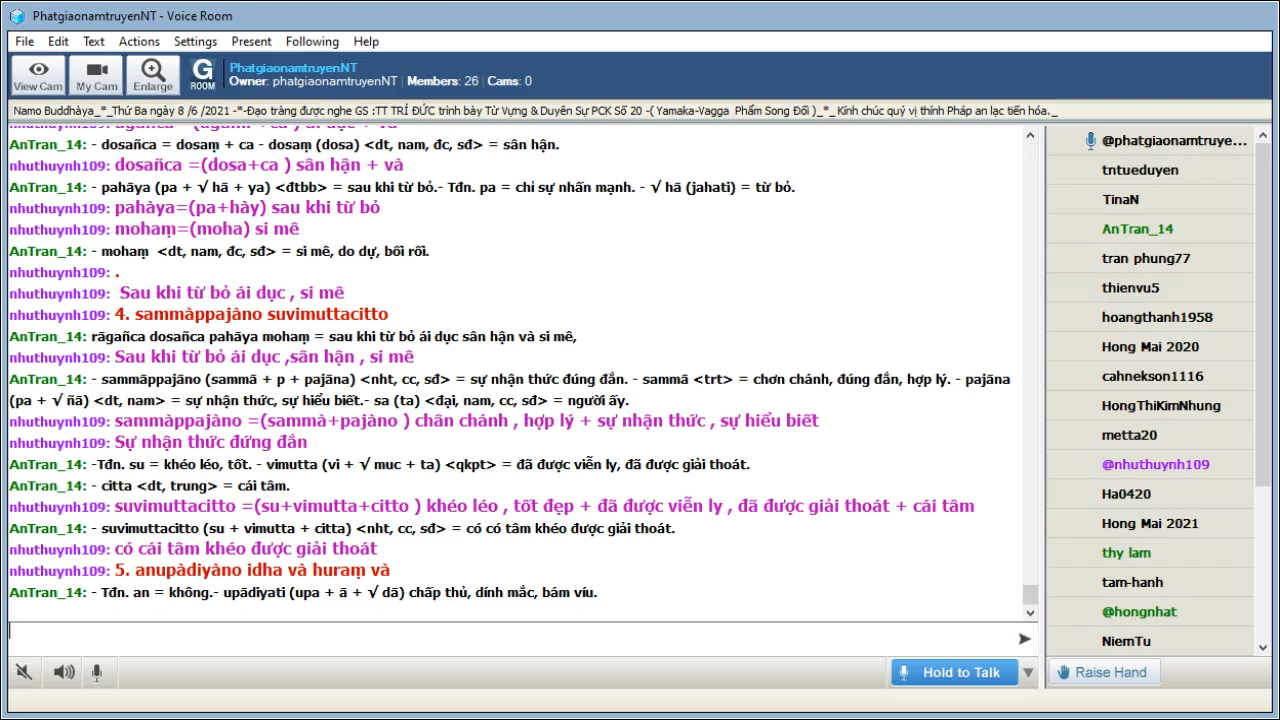 PhatgiaonamtruyenNT - Voice Room
File Edit Text Actions Settings Present Following Help
View Cam My Cam Enlarge G ROOM
PhatgiaonamtruyenNT
Owner: phatgiaonamtruyenNT Members: 26 Cams: 0
Namo Buddhàya_*_Thứ Ba ngày 8 /6 /2021 -*-Đạo tràng được nghe GS :TT TRÍ ĐỨC trình bày Từ Vựng & Duyên Sự PCK Số 20 -( Yamaka-Vagga Phẩm Song Đối )_*_ Kính chúc quý vị thính Pháp an lạc tiến hóa._
AnTran_14: - dosañca = dosaṃ + ca - dosaṃ (dosa) <dt, nam, đc, sđ> = sân hận.
nhuthuynh109: dosañca =(dosa+ca ) sân hận + và
AnTran_14: - pahāya (pa + √ hā + ya) <đtbb> = sau khi từ bỏ.- Tđn. pa = chỉ sự nhấn mạnh. - √ hā (jahati) = từ bỏ.
nhuthuynh109: pahàya=(pa+hày) sau khi từ bỏ
nhuthuynh109: mohaṃ=(moha) si mê
AnTran_14: - mohaṃ <dt, nam, đc, sđ> = si mê, do dự, bối rối.
nhuthuynh109: .
nhuthuynh109: Sau khi từ bỏ ái dục , si mê
nhuthuynh109: 4. sammàppajàno suvimuttacitto
AnTran_14: rāgañca dosañca pahāya mohaṃ = sau khi từ bỏ ái dục sân hận và si mê,
nhuthuynh109: Sau khi từ bỏ ái dục ,sân hận , si mê
AnTran_14: - sammāppajāno (sammā + p + pajāna) <nht, cc, sđ> = sự nhận thức đúng đắn. - sammā <trt> = chơn chánh, đúng đắn, hợp lý. - pajāna
(pa + √ ñā) <dt, nam> = sự nhận thức, sự hiểu biết.- sa (ta) <đại, nam, cc, sđ> = người ấy.
nhuthuynh109: sammàppajàno =(sammà+pajàno ) chân chánh , hợp lý + sự nhận thức , sự hiểu biết
nhuthuynh109: Sự nhận thức đứng đắn
AnTran_14: -Tđn. su = khéo léo, tốt. - vimutta (vi + √ muc + ta) <qkpt> = đã được viễn ly, đã được giải thoát.
AnTran_14: - citta <dt, trung> = cái tâm.
nhuthuynh109: suvimuttacitto =(su+vimutta+citto ) khéo léo , tốt đẹp + đã được viễn ly , đã được giải thoát + cái tâm
AnTran_14: - suvimuttacitto (su + vimutta + citta) <nht, cc, sđ> = có có tâm khéo được giải thoát.
nhuthuynh109: có cái tâm khéo được giải thoát
nhuthuynh109: 5. anupàdiyàno idha và huraṃ và
AnTran_14: - Tđn. an = không.- upādiyati (upa + ā + √ dā) chấp thủ, dính mắc, bám víu.
Hold to Talk
@phatgiaonamtruye...
tntueduyen
TinaN
AnTran_14
tran phung77
thienvu5
hoangthanh1958
Hong Mai 2020
cahnekson1116
HongThiKimNhung
metta20
@nhuthuynh109
Ha0420
Hong Mai 2021
thy lam
tam-hanh
@hongnhat
NiemTu
Raise Hand